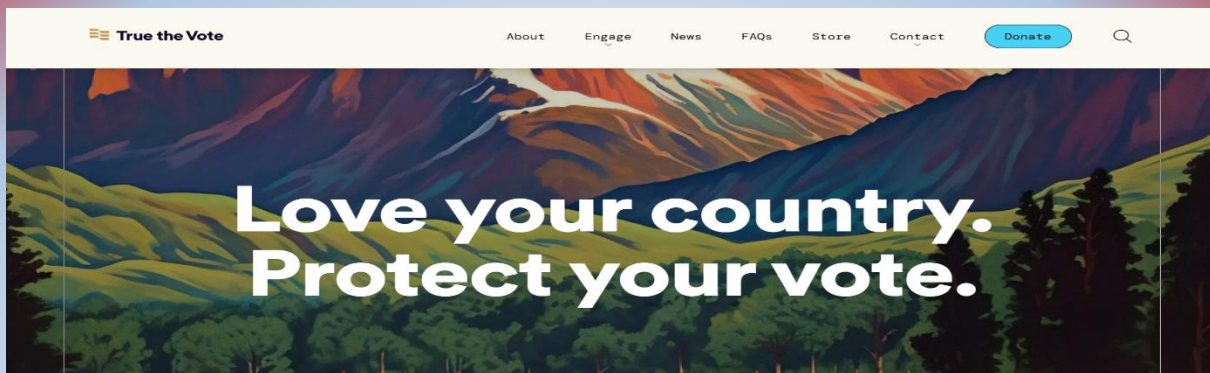 True the Vote
About Engage News FAQs Store Contact Donate
Love your country.
Protect your vote.